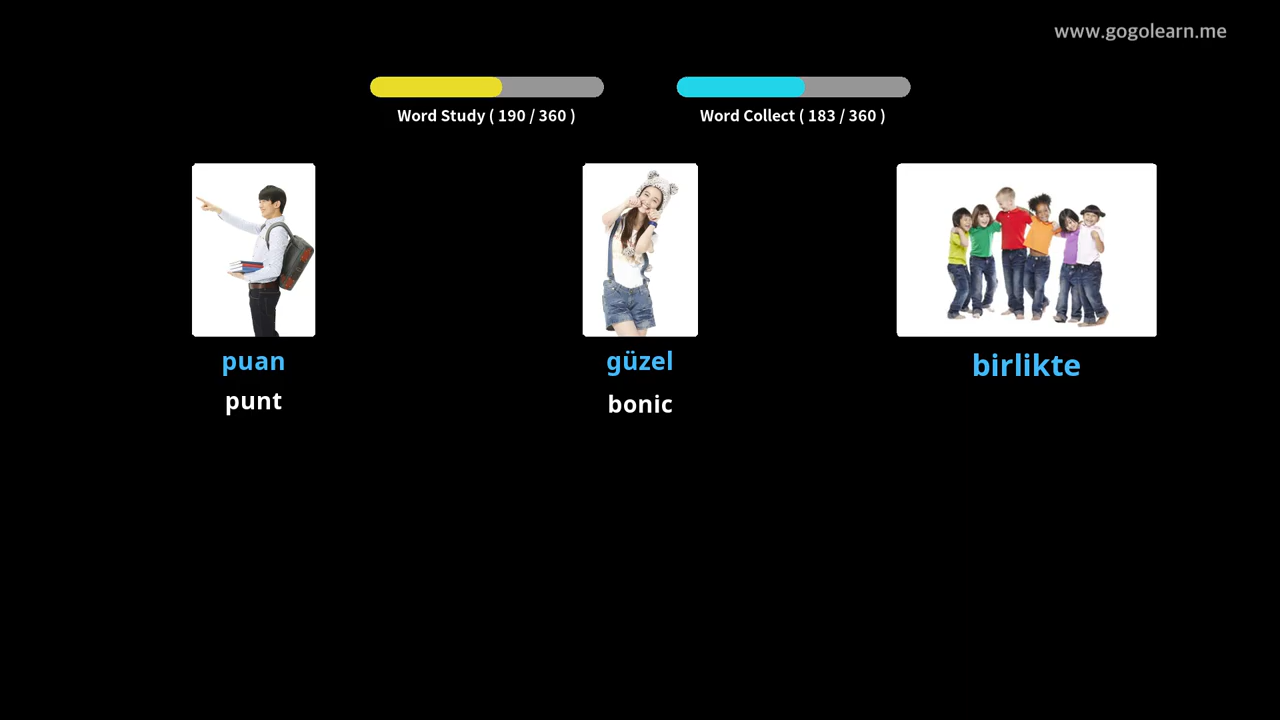 www.gogolearn.me
Word Study ( 190 / 360 )
Word Collect ( 183 / 360 )
puan
punt
güzel
bonic
birlikte